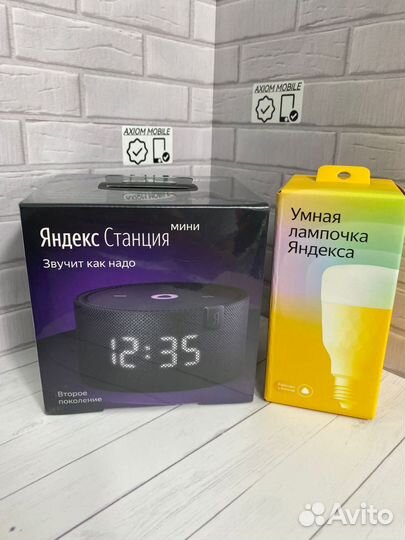 AXIOM MOBILE
AXIOM MOBILE
Яндекс Станция мини
Звучит как надо
12:35
Второе
поколение
Умная
лампочка
Яндекса
Avito